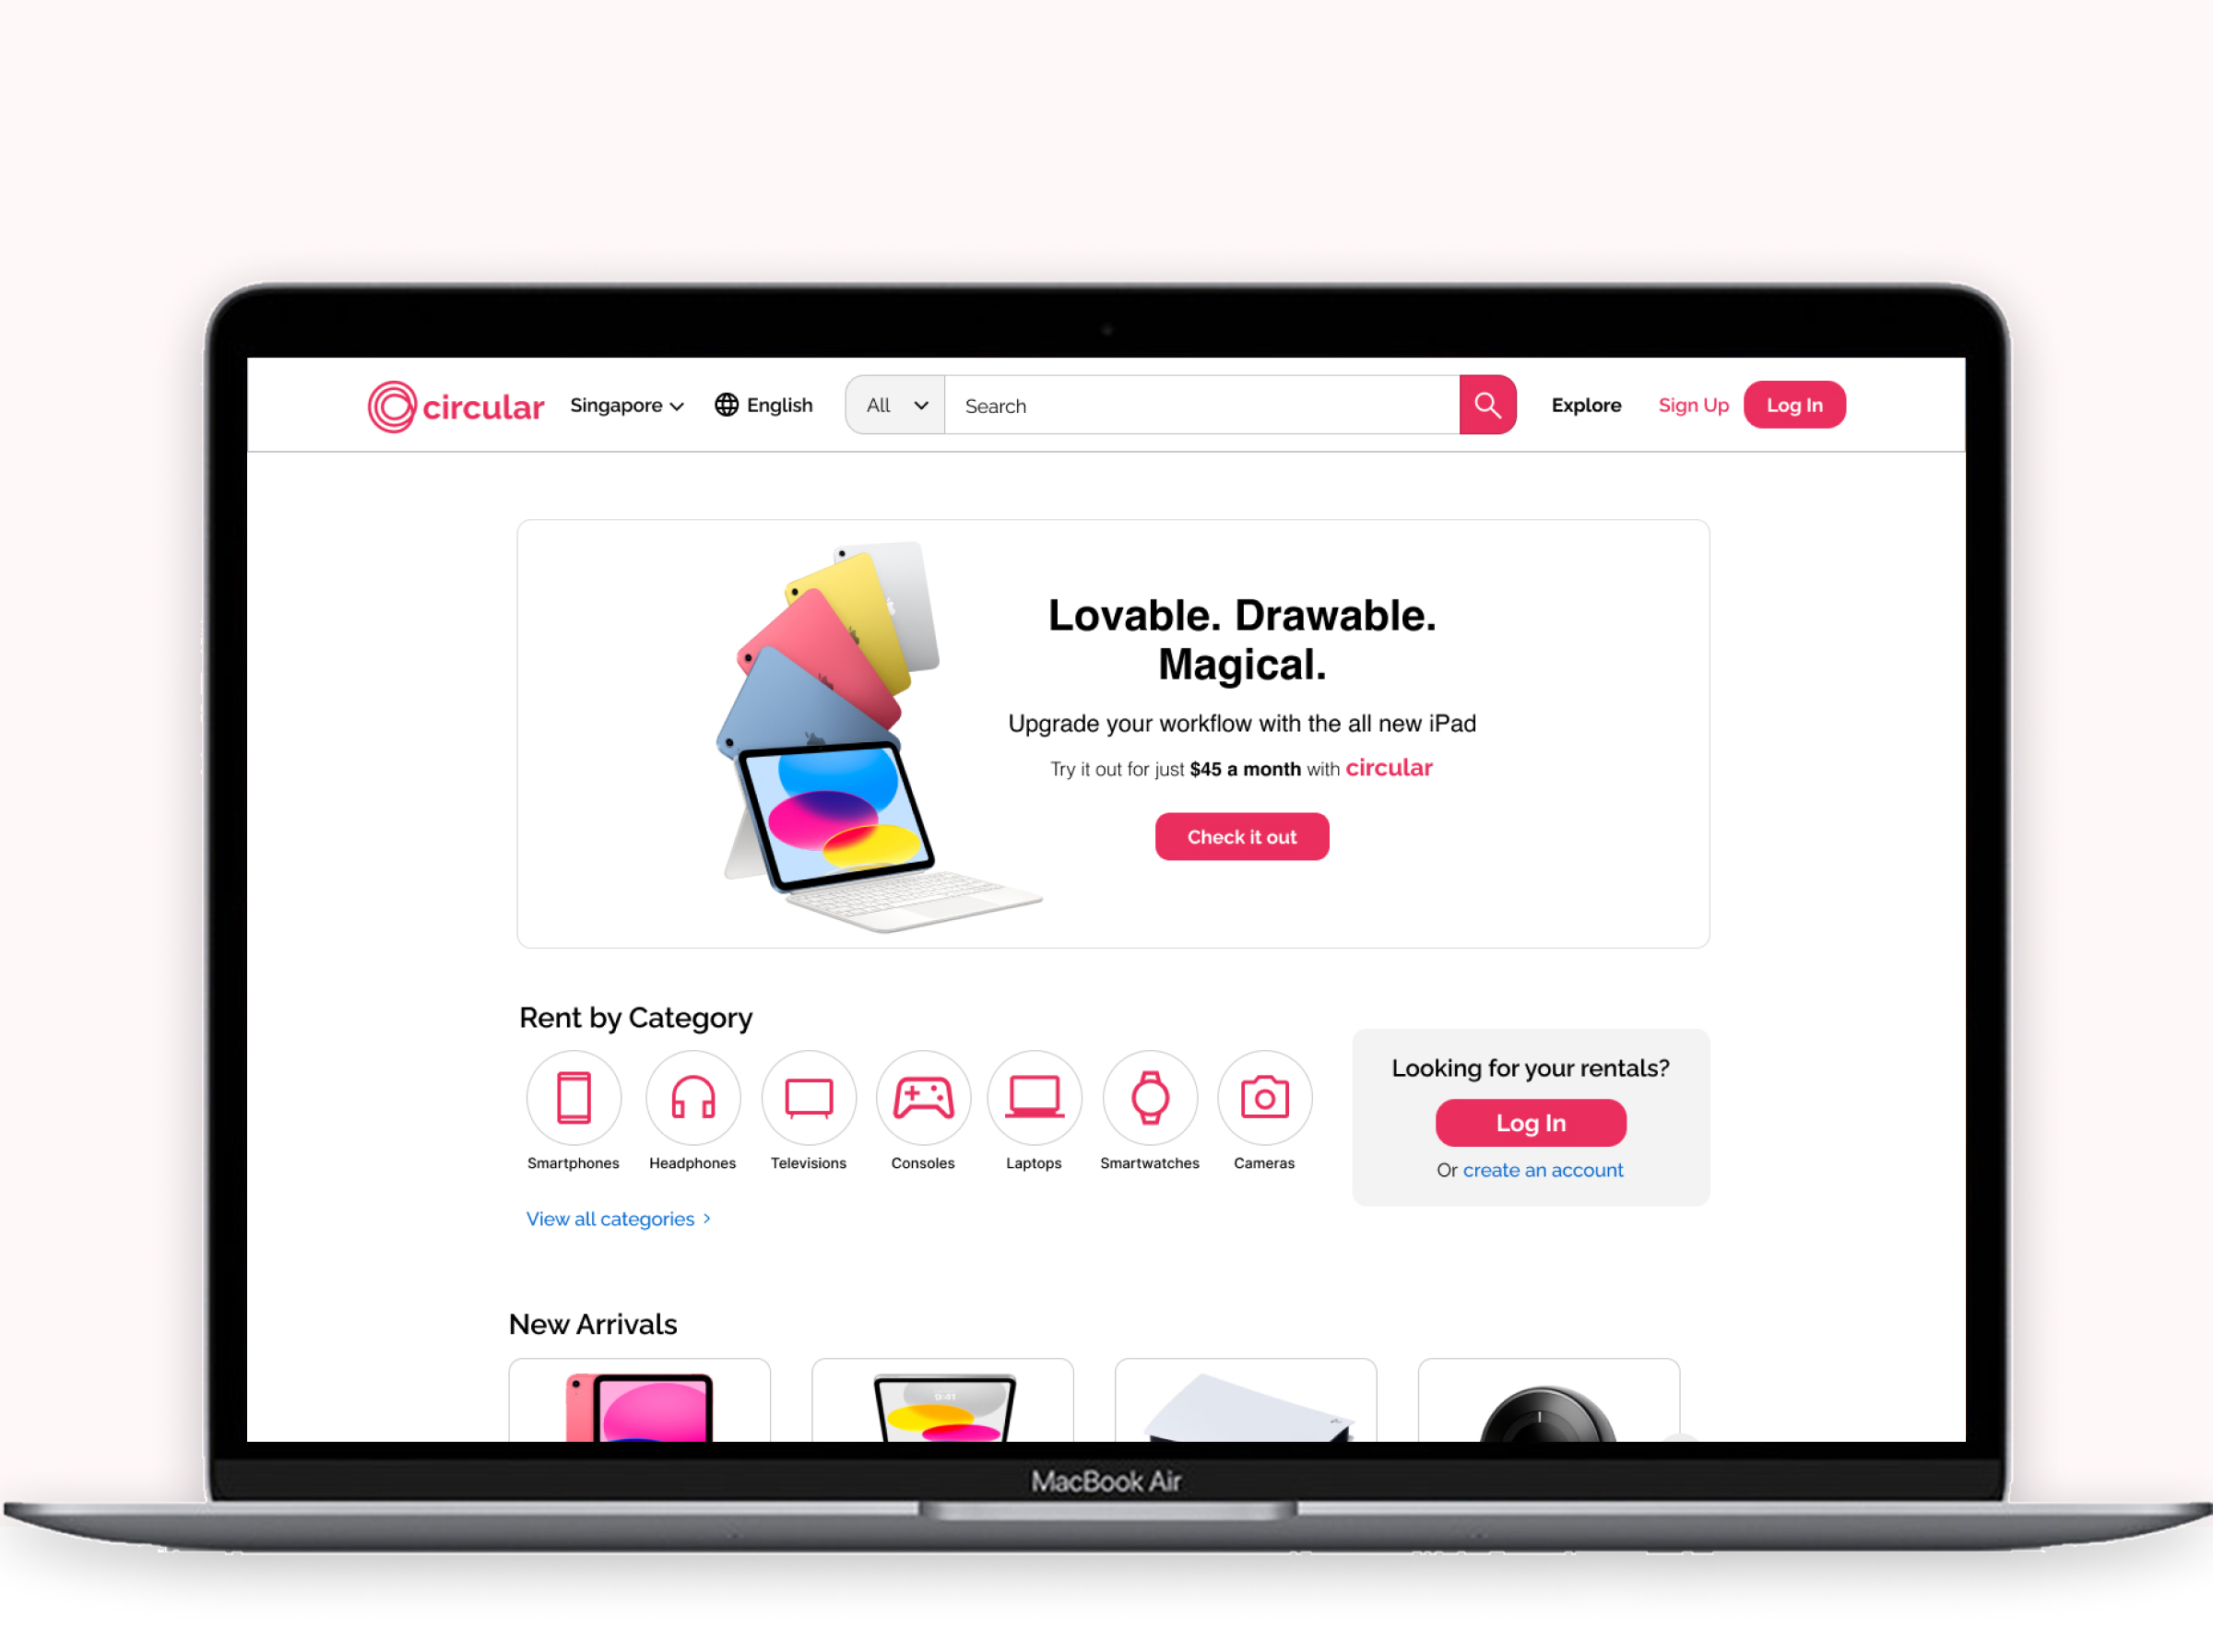 circular Singapore English All Search Explore Sign Up Log In
Lovable. Drawable.
Magical.
Upgrade your workflow with the all new iPad
Try it out for just $45 a month with circular
Check it out
Rent by Category
Smartphones Headphones Televisions Consoles Laptops Smartwatches Cameras
View all categories >
Looking for your rentals?
Log In
Or create an account
New Arrivals
9:41
MacBook Air